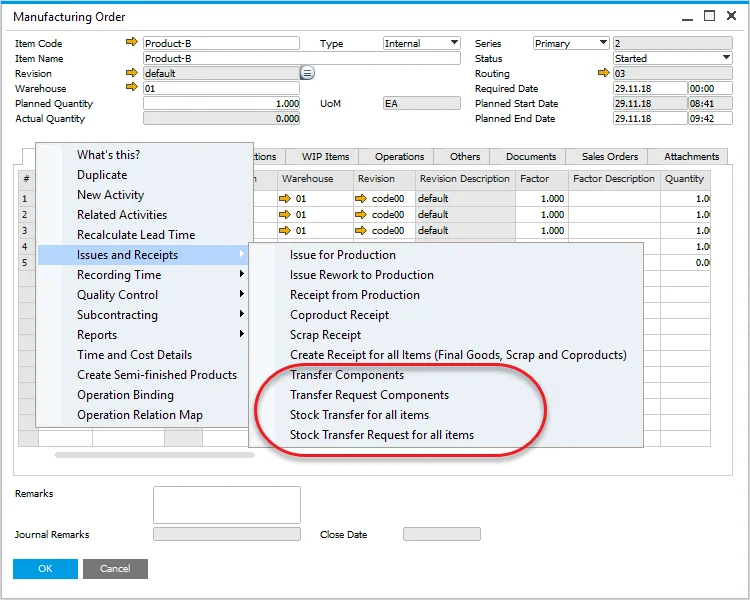 Manufacturing Order
Item Code Product-B Type Internal Series Primary 2
Item Name Product-B Status Started
Revision default Routing 03
Warehouse 01 Required Date 29.11.18 00:00
Planned Quantity 1.000 UoM EA Planned Start Date 29.11.18 08:41
Actual Quantity 0.000 Planned End Date 29.11.18 09:42
tions WIP Items Operations Others Documents Sales Orders Attachments
# Warehouse Revision Revision Description Factor Factor Description Quantity
1 01 code00 default 1.000 1.0
2 01 code00 default 1.000 1.0
3 01 code00 default 1.000 1.0
4 1.0
5 0.0
What's this?
Duplicate
New Activity
Related Activities
Recalculate Lead Time
Issues and Receipts
Recording Time
Quality Control
Subcontracting
Reports
Time and Cost Details
Create Semi-finished Products
Operation Binding
Operation Relation Map
Issue for Production
Issue Rework to Production
Receipt from Production
Coproduct Receipt
Scrap Receipt
Create Receipt for all Items (Final Goods, Scrap and Coproducts)
Transfer Components
Transfer Request Components
Stock Transfer for all items
Stock Transfer Request for all items
Remarks
Journal Remarks Close Date
OK Cancel